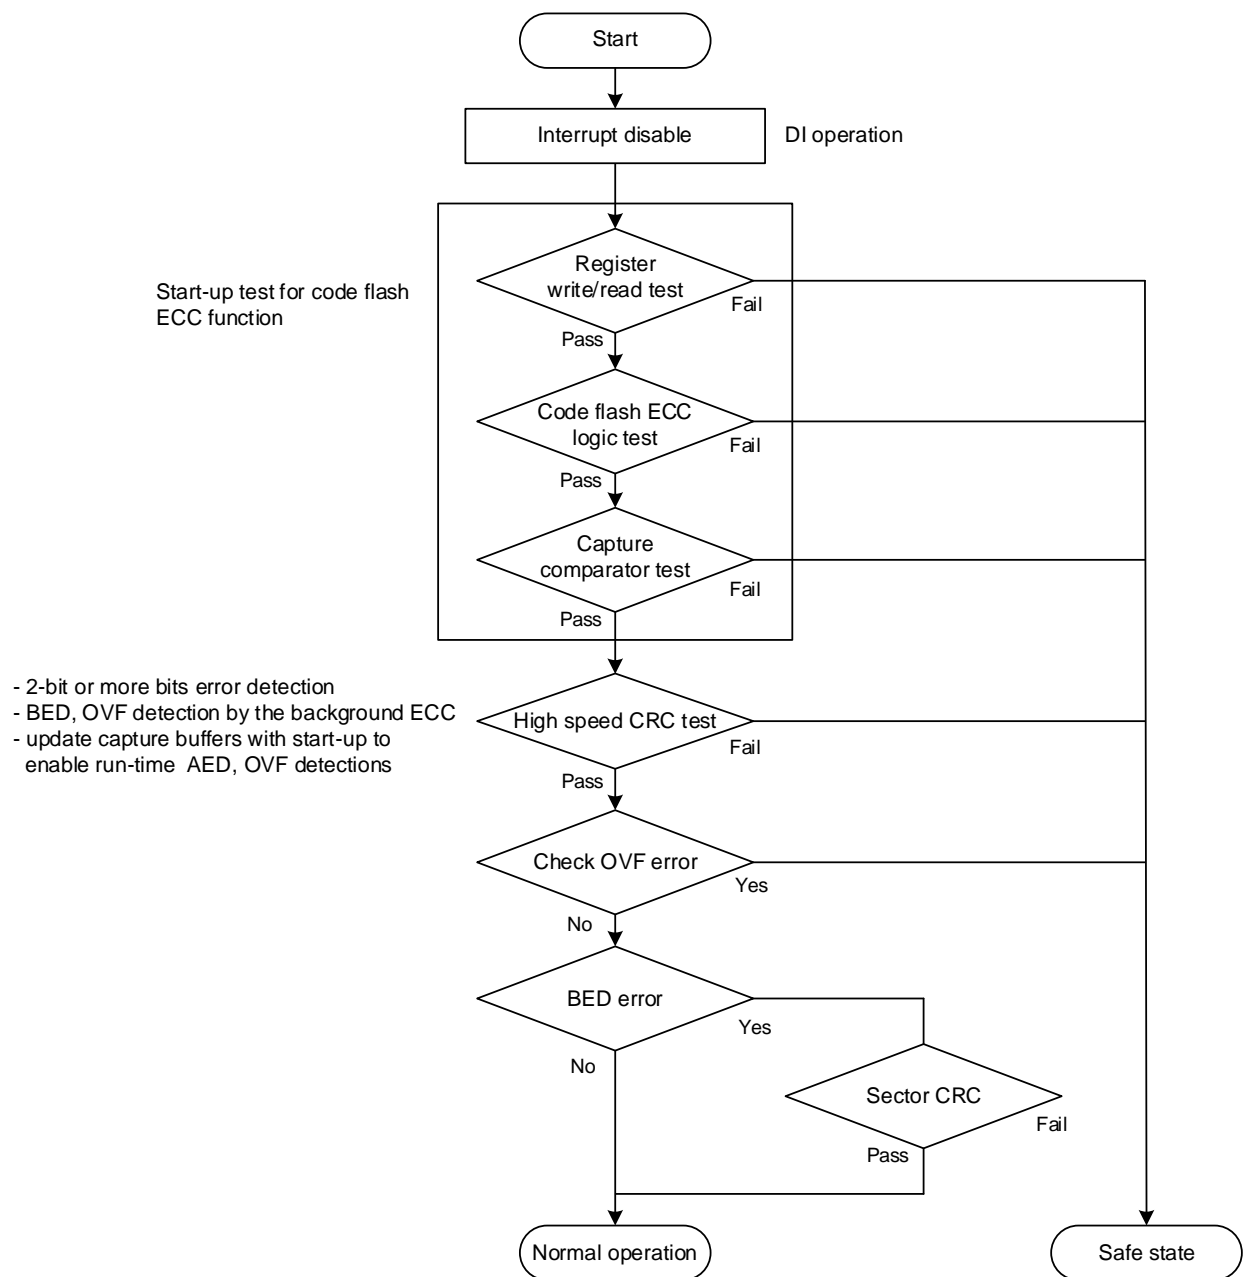 Start
Interrupt disable
DI operation
Start-up test for code flash
ECC function
Register
write/read test
Fail
Pass
Code flash ECC
logic test
Fail
Pass
Capture
comparator test
Fail
Pass
- 2-bit or more bits error detection
- BED, OVF detection by the background ECC
- update capture buffers with start-up to
enable run-time AED, OVF detections
High speed CRC test
Fail
Pass
Check OVF error
Yes
No
BED error
Yes
No
Sector CRC
Fail
Pass
Normal operation
Safe state